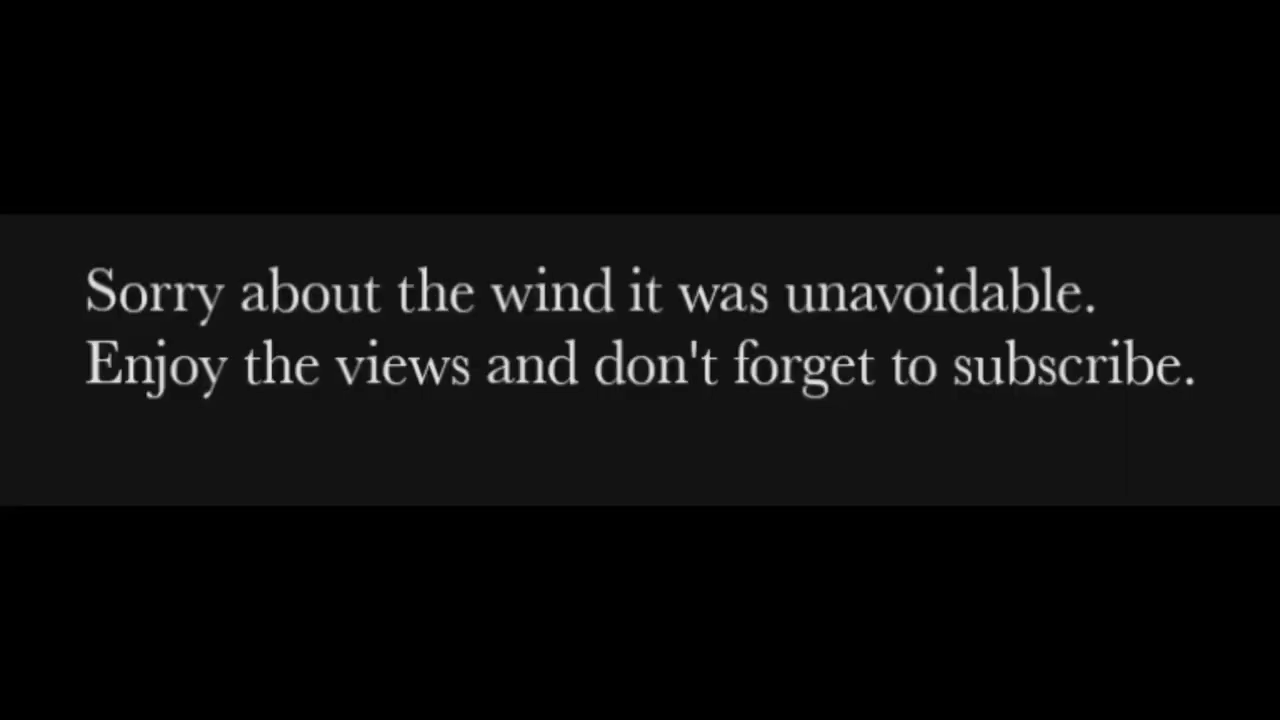 Sorry about the wind it was unavoidable.
Enjoy the views and don't forget to subscribe.